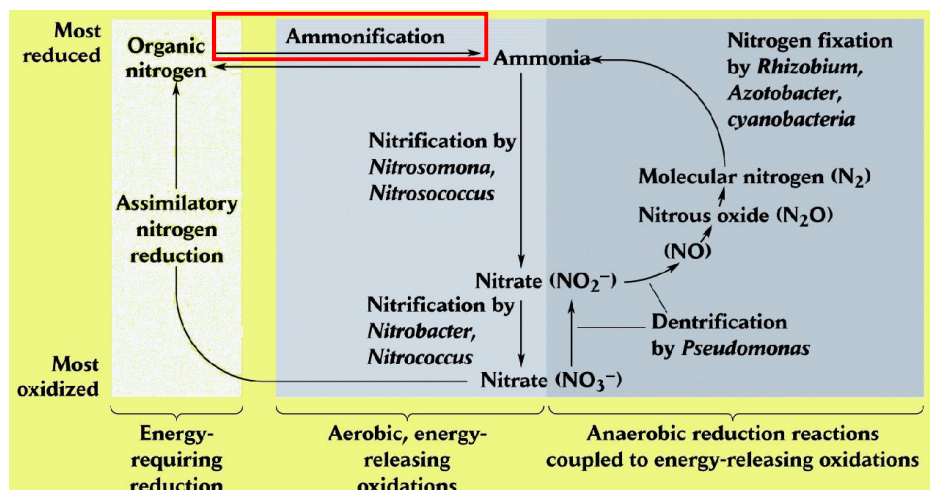 Most
reduced
Organic
nitrogen
Ammonification
Ammonia
Nitrogen fixation
by Rhizobium,
Azotobacter,
cyanobacteria
Nitrification by
Nitrosomona,
Nitrosococcus
Molecular nitrogen (N₂)
Nitrous oxide (N₂O)
(NO)
Assimilatory
nitrogen
reduction
Nitrate (NO₂⁻)
Nitrification by
Nitrobacter,
Nitrococcus
Dentrification
by Pseudomonas
Most
oxidized
Nitrate (NO₃⁻)
Energy-
requiring
reduction
Aerobic, energy-
releasing
oxidations
Anaerobic reduction reactions
coupled to energy-releasing oxidations